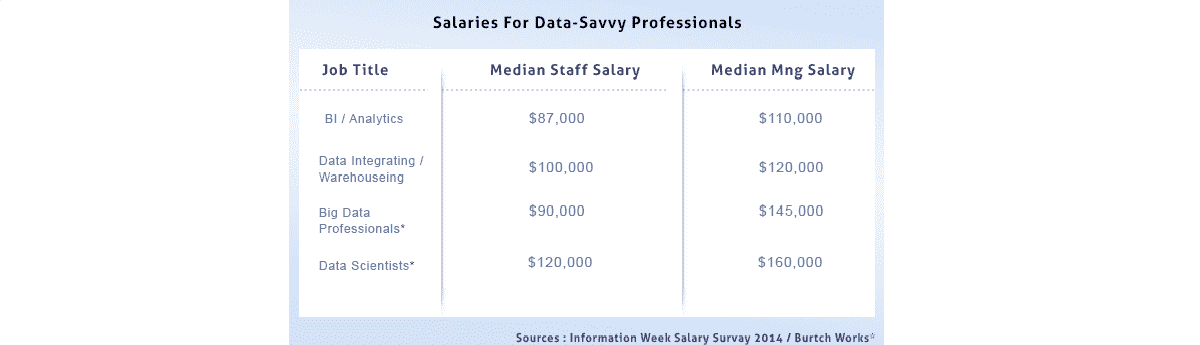 Salaries For Data-Savvy Professionals
Job Title Median Staff Salary Median Mng Salary
BI / Analytics $87,000 $110,000
Data Integrating /
Warehouseing $100,000 $120,000
Big Data
Professionals* $90,000 $145,000
Data Scientists* $120,000 $160,000
Sources : Information Week Salary Survay 2014 / Burtch Works☆